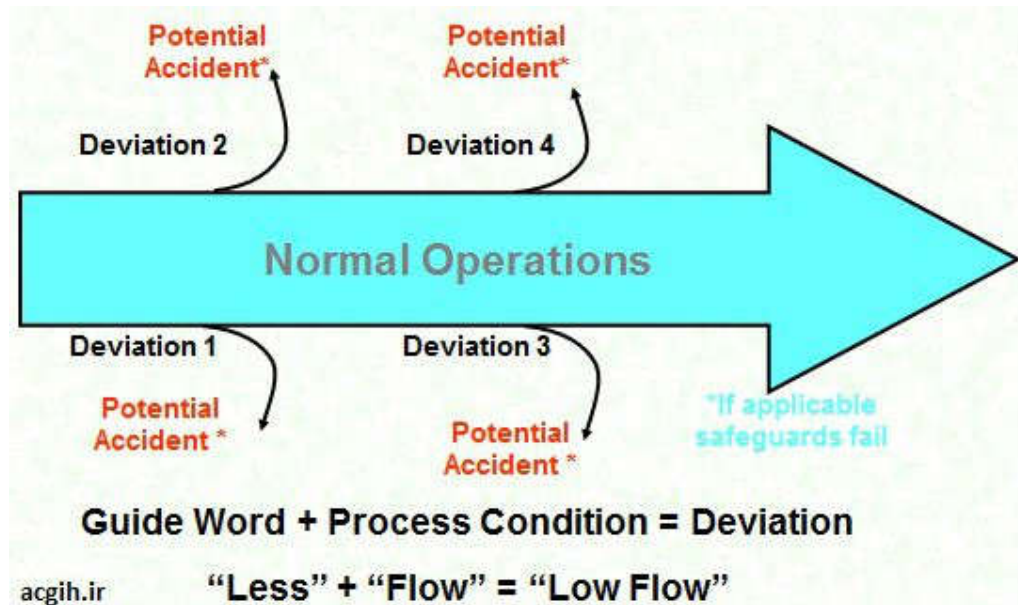 Potential
Accident*
Potential
Accident*
Deviation 2
Deviation 4
Normal Operations
Deviation 1
Deviation 3
Potential
Accident *
Potential
Accident *
*If applicable
safeguards fail
Guide Word + Process Condition = Deviation
acgih.ir
“Less” + “Flow” = “Low Flow”